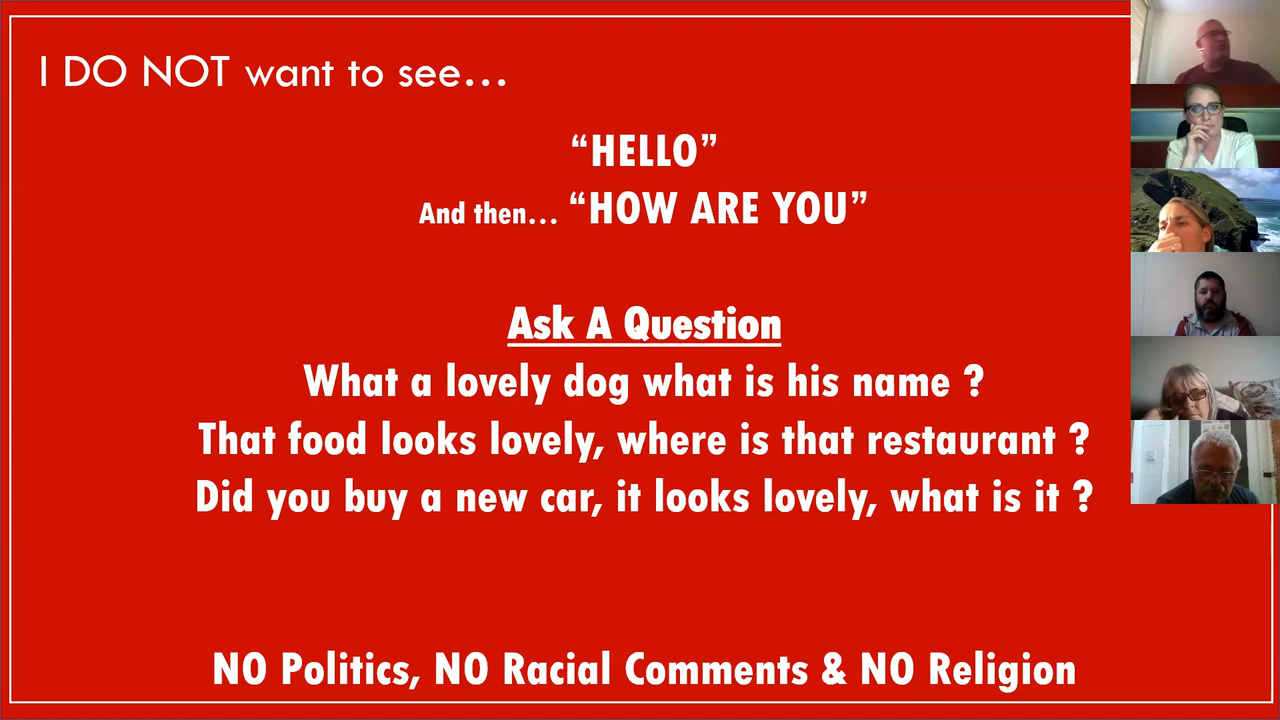 I DO NOT want to see...
“HELLO”
And then... “HOW ARE YOU”
Ask A Question
What a lovely dog what is his name ?
That food looks lovely, where is that restaurant ?
Did you buy a new car, it looks lovely, what is it ?
NO Politics, NO Racial Comments & NO Religion